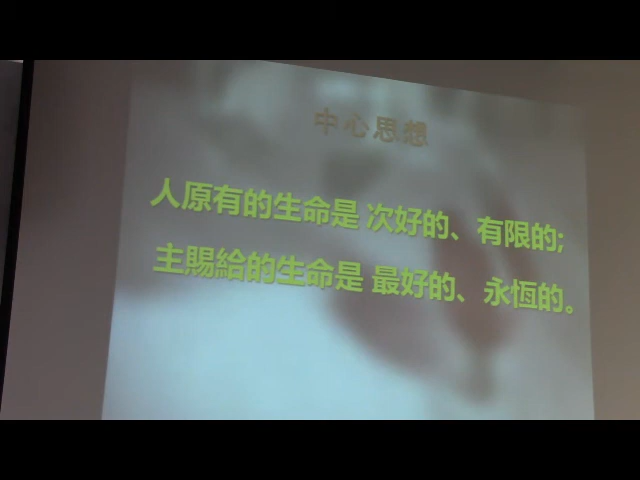 中心思想
人原有的生命是 次好的、有限的;
主賜給的生命是 最好的、永恆的。